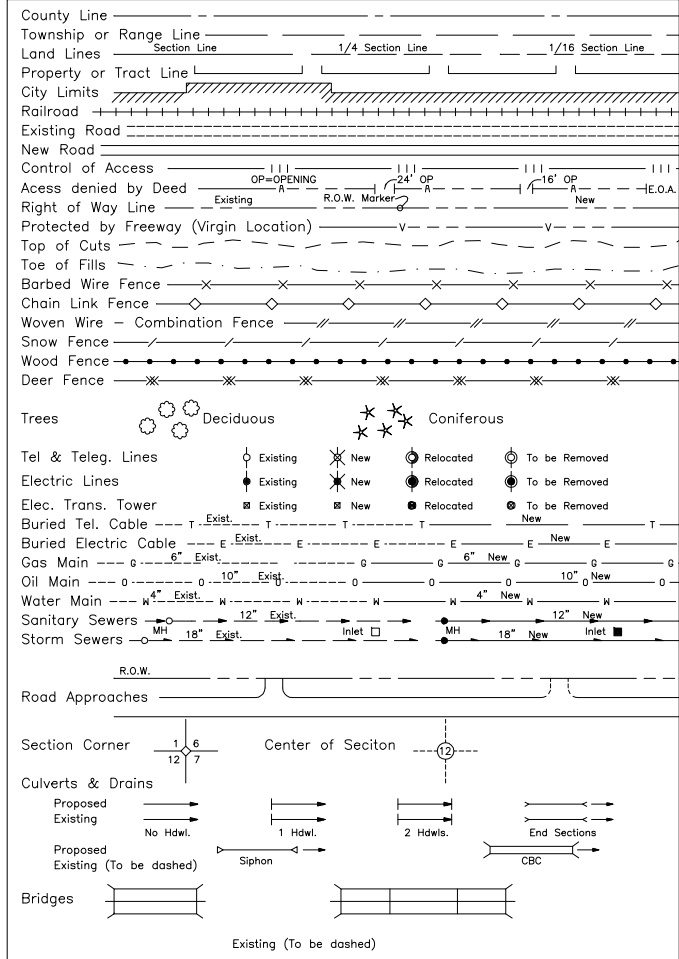 County Line
Township or Range Line
Land Lines Section Line 1/4 Section Line 1/16 Section Line
Property or Tract Line
City Limits
Railroad
Existing Road
New Road
Control of Access
OP=OPENING 24' OP 16' OP
Acess denied by Deed A A A E.O.A.
Existing R.O.W. Marker New
Right of Way Line
Protected by Freeway (Virgin Location) V V
Top of Cuts
Toe of Fills
Barbed Wire Fence
Chain Link Fence
Woven Wire – Combination Fence
Snow Fence
Wood Fence
Deer Fence
Trees Deciduous Coniferous
Tel & Teleg. Lines Existing New Relocated To be Removed
Electric Lines Existing New Relocated To be Removed
Elec. Trans. Tower Existing New Relocated To be Removed
Buried Tel. Cable T Exist. T T T New T
Buried Electric Cable E Exist. E E E E New E
Gas Main G 6" Exist. G G 6" New G G
Oil Main O O 10" Exist. O O O O O 10" New
Water Main W 4" Exist. W W W W 4" New W W
Sanitary Sewers 12" Exist. 12" New
MH Inlet MH Inlet
Storm Sewers 18" Exist. 18" New
R.O.W.
Road Approaches
Section Corner 1 6 12 7 Center of Seciton 12
Culverts & Drains
Proposed
Existing
No Hdwl. 1 Hdwl. 2 Hdwls. End Sections
Proposed
Existing (To be dashed) Siphon CBC
Bridges
Existing (To be dashed)